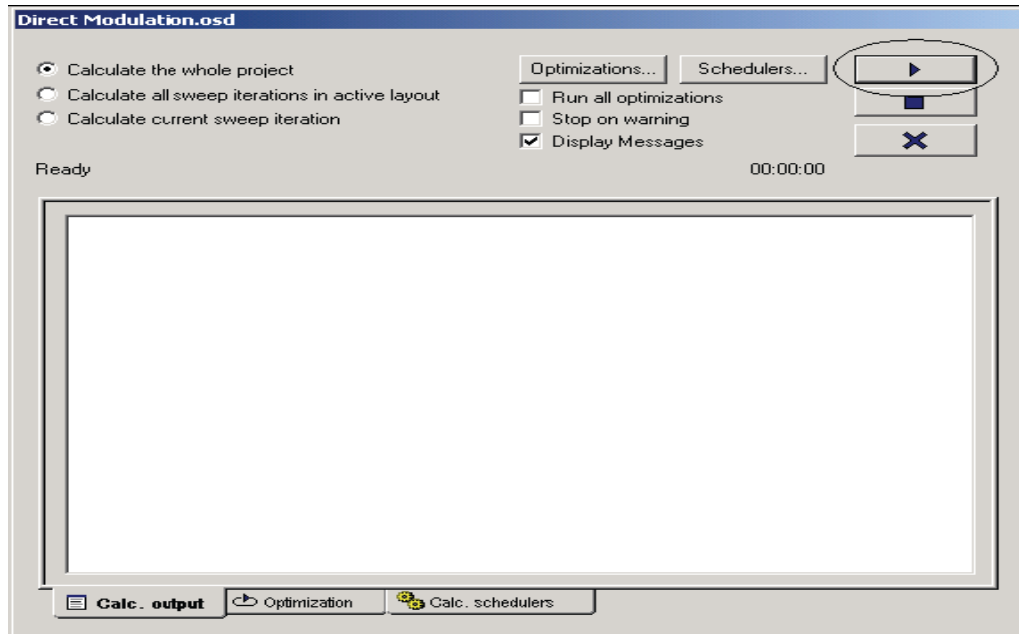 Direct Modulation.osd
Calculate the whole project
Calculate all sweep iterations in active layout
Calculate current sweep iteration
Optimizations...
Schedulers...
Run all optimizations
Stop on warning
Display Messages
Ready
00:00:00
Calc. output
Optimization
Calc. schedulers